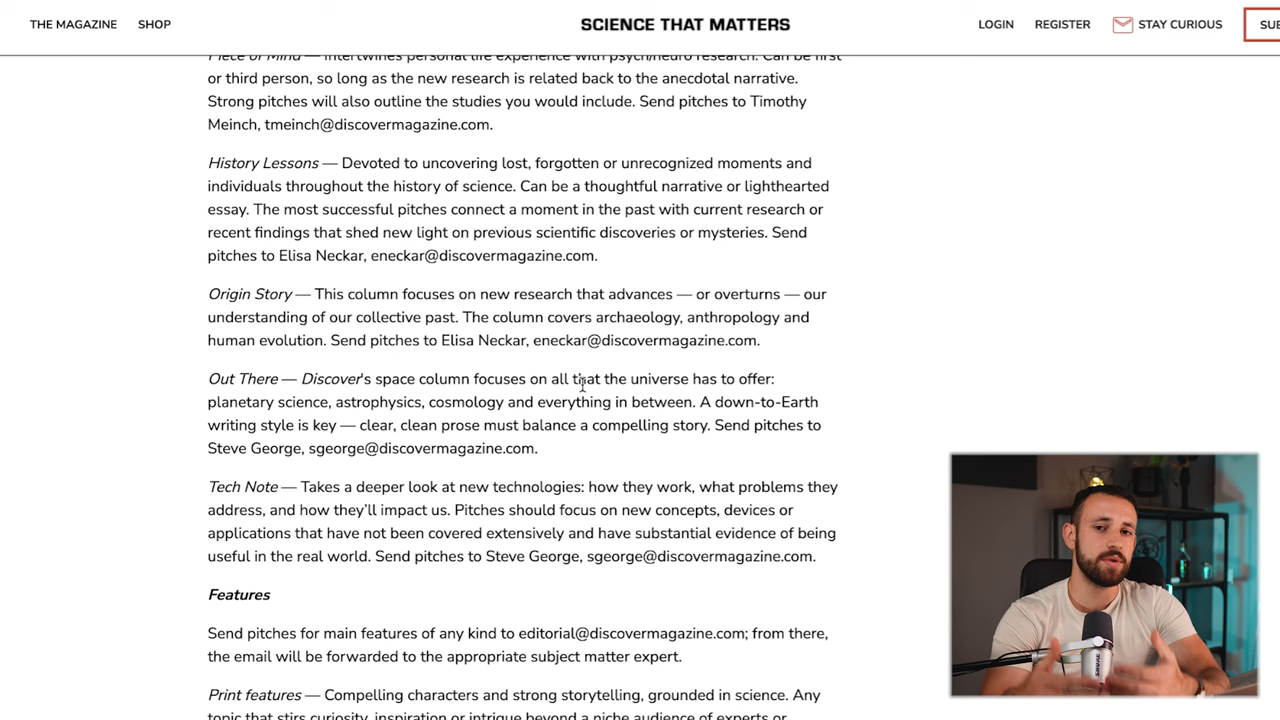 THE MAGAZINE SHOP SCIENCE THAT MATTERS LOGIN REGISTER STAY CURIOUS SU
Piece of Mind — Intertwines personal life experience with psych/neuro research. Can be first
or third person, so long as the new research is related back to the anecdotal narrative.
Strong pitches will also outline the studies you would include. Send pitches to Timothy
Meinch, tmeinch@discovermagazine.com.
History Lessons — Devoted to uncovering lost, forgotten or unrecognized moments and
individuals throughout the history of science. Can be a thoughtful narrative or lighthearted
essay. The most successful pitches connect a moment in the past with current research or
recent findings that shed new light on previous scientific discoveries or mysteries. Send
pitches to Elisa Neckar, eneckar@discovermagazine.com.
Origin Story — This column focuses on new research that advances — or overturns — our
understanding of our collective past. The column covers archaeology, anthropology and
human evolution. Send pitches to Elisa Neckar, eneckar@discovermagazine.com.
Out There — Discover's space column focuses on all that the universe has to offer:
planetary science, astrophysics, cosmology and everything in between. A down-to-Earth
writing style is key — clear, clean prose must balance a compelling story. Send pitches to
Steve George, sgeorge@discovermagazine.com.
Tech Note — Takes a deeper look at new technologies: how they work, what problems they
address, and how they'll impact us. Pitches should focus on new concepts, devices or
applications that have not been covered extensively and have substantial evidence of being
useful in the real world. Send pitches to Steve George, sgeorge@discovermagazine.com.
Features
Send pitches for main features of any kind to editorial@discovermagazine.com; from there,
the email will be forwarded to the appropriate subject matter expert.
Print features — Compelling characters and strong storytelling, grounded in science. Any
topic that stirs curiosity, inspiration or intrigue beyond a niche audience of experts or